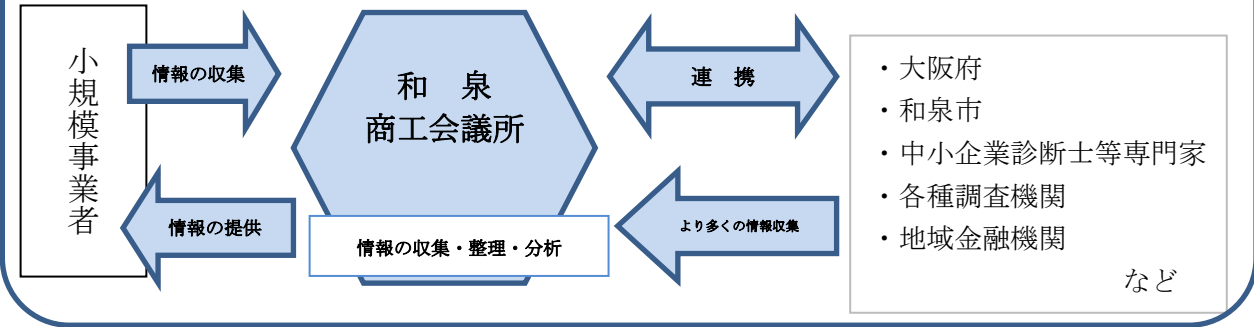 小規模事業者
情報の収集
情報の提供
和　泉
商工会議所
情報の収集・整理・分析
連　携
より多くの情報収集
・大阪府
・和泉市
・中小企業診断士等専門家
・各種調査機関
・地域金融機関
など